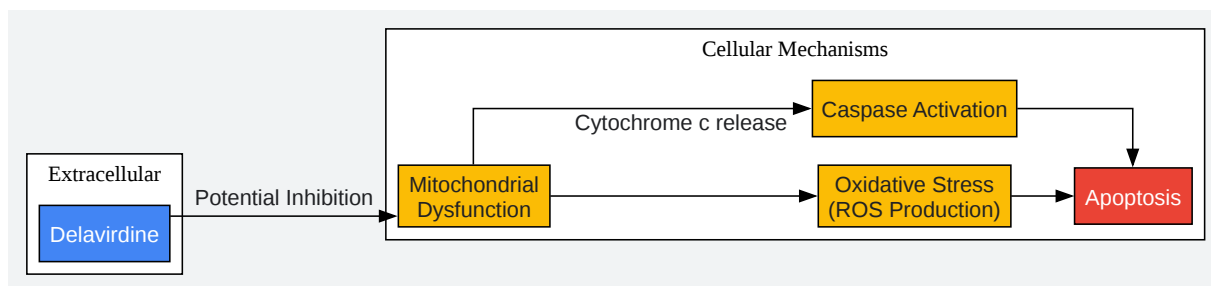 Cellular Mechanisms
Caspase Activation
Cytochrome c release
Extracellular
Potential Inhibition
Mitochondrial
Dysfunction
Oxidative Stress
(ROS Production)
Apoptosis
Delavirdine